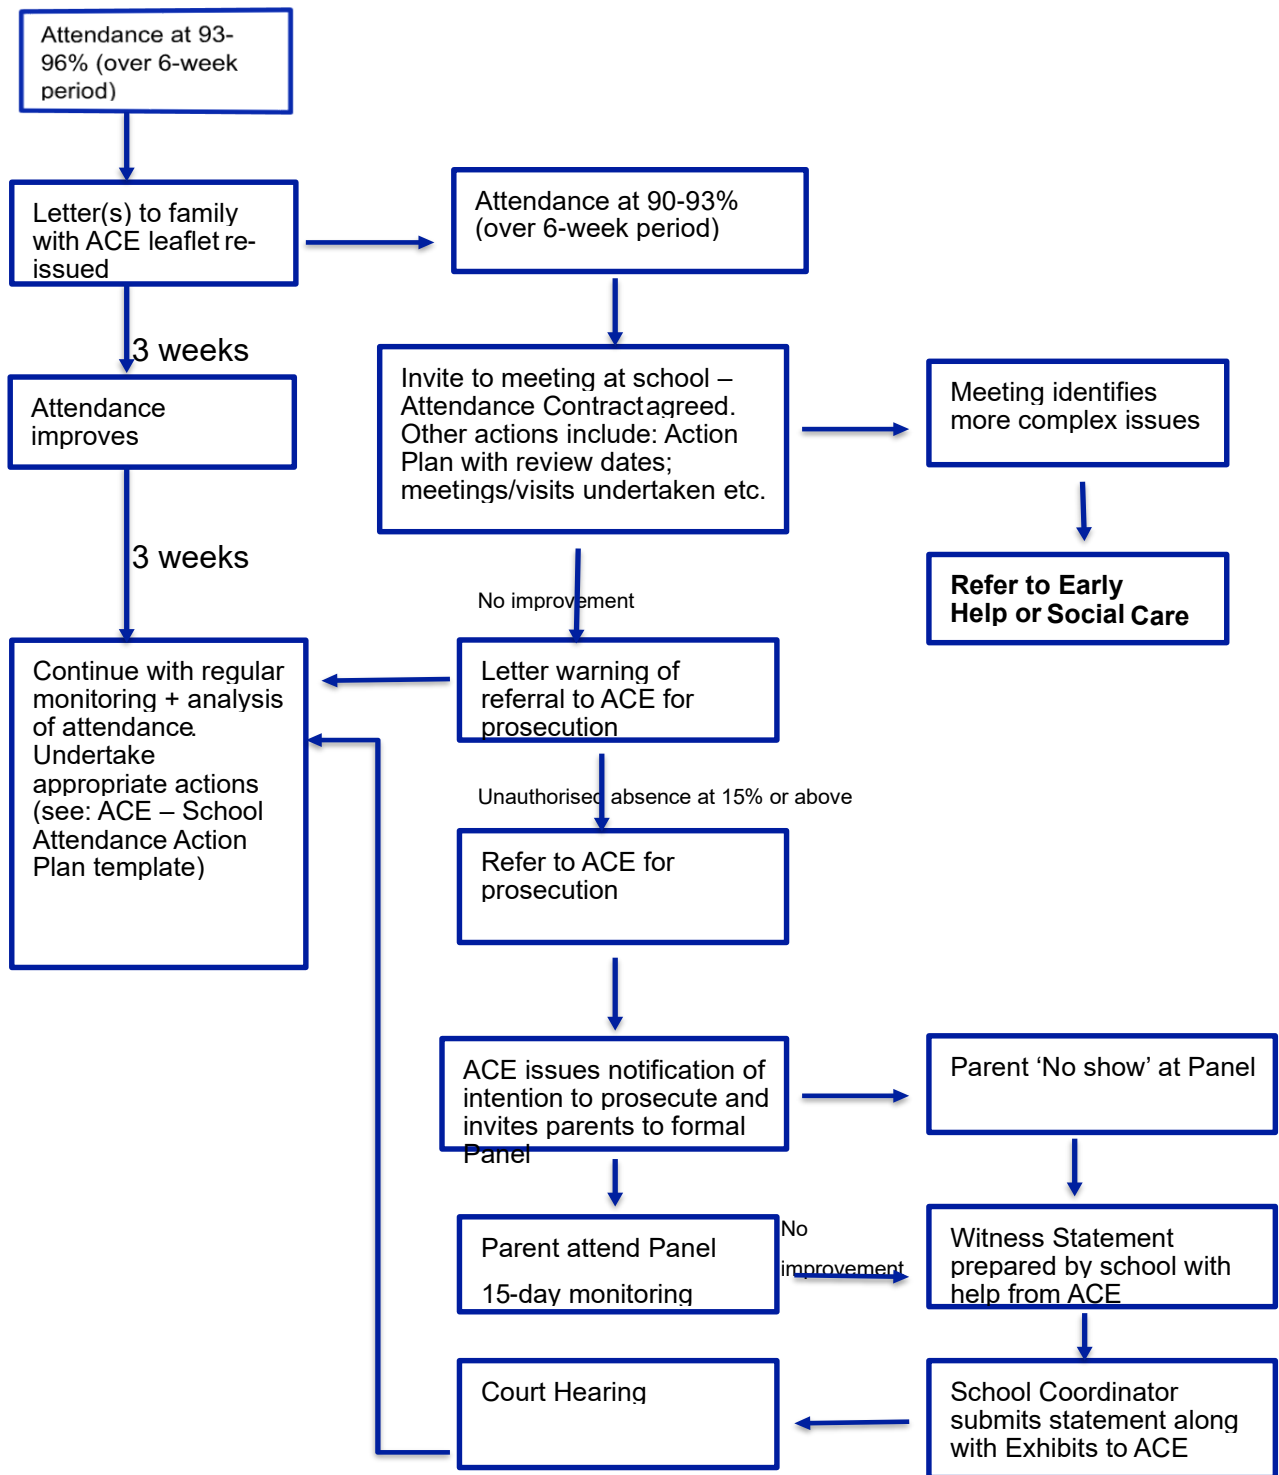 Attendance at 93-
96% (over 6-week
period)
Letter(s) to family
with ACE leaflet re-
issued
Attendance at 90-93%
(over 6-week period)
3 weeks
Attendance
improves
Invite to meeting at school –
Attendance Contract agreed.
Other actions include: Action
Plan with review dates;
meetings/visits undertaken etc.
Meeting identifies
more complex issues
3 weeks
Refer to Early
Help or Social Care
No improvement
Continue with regular
monitoring + analysis
of attendance.
Undertake
appropriate actions
(see: ACE – School
Attendance Action
Plan template)
Letter warning of
referral to ACE for
prosecution
Unauthorised absence at 15% or above
Refer to ACE for
prosecution
ACE issues notification of
intention to prosecute and
invites parents to formal
Panel
Parent ‘No show’ at Panel
Parent attend Panel
15-day monitoring
No
improvement
Witness Statement
prepared by school with
help from ACE
Court Hearing
School Coordinator
submits statement along
with Exhibits to ACE